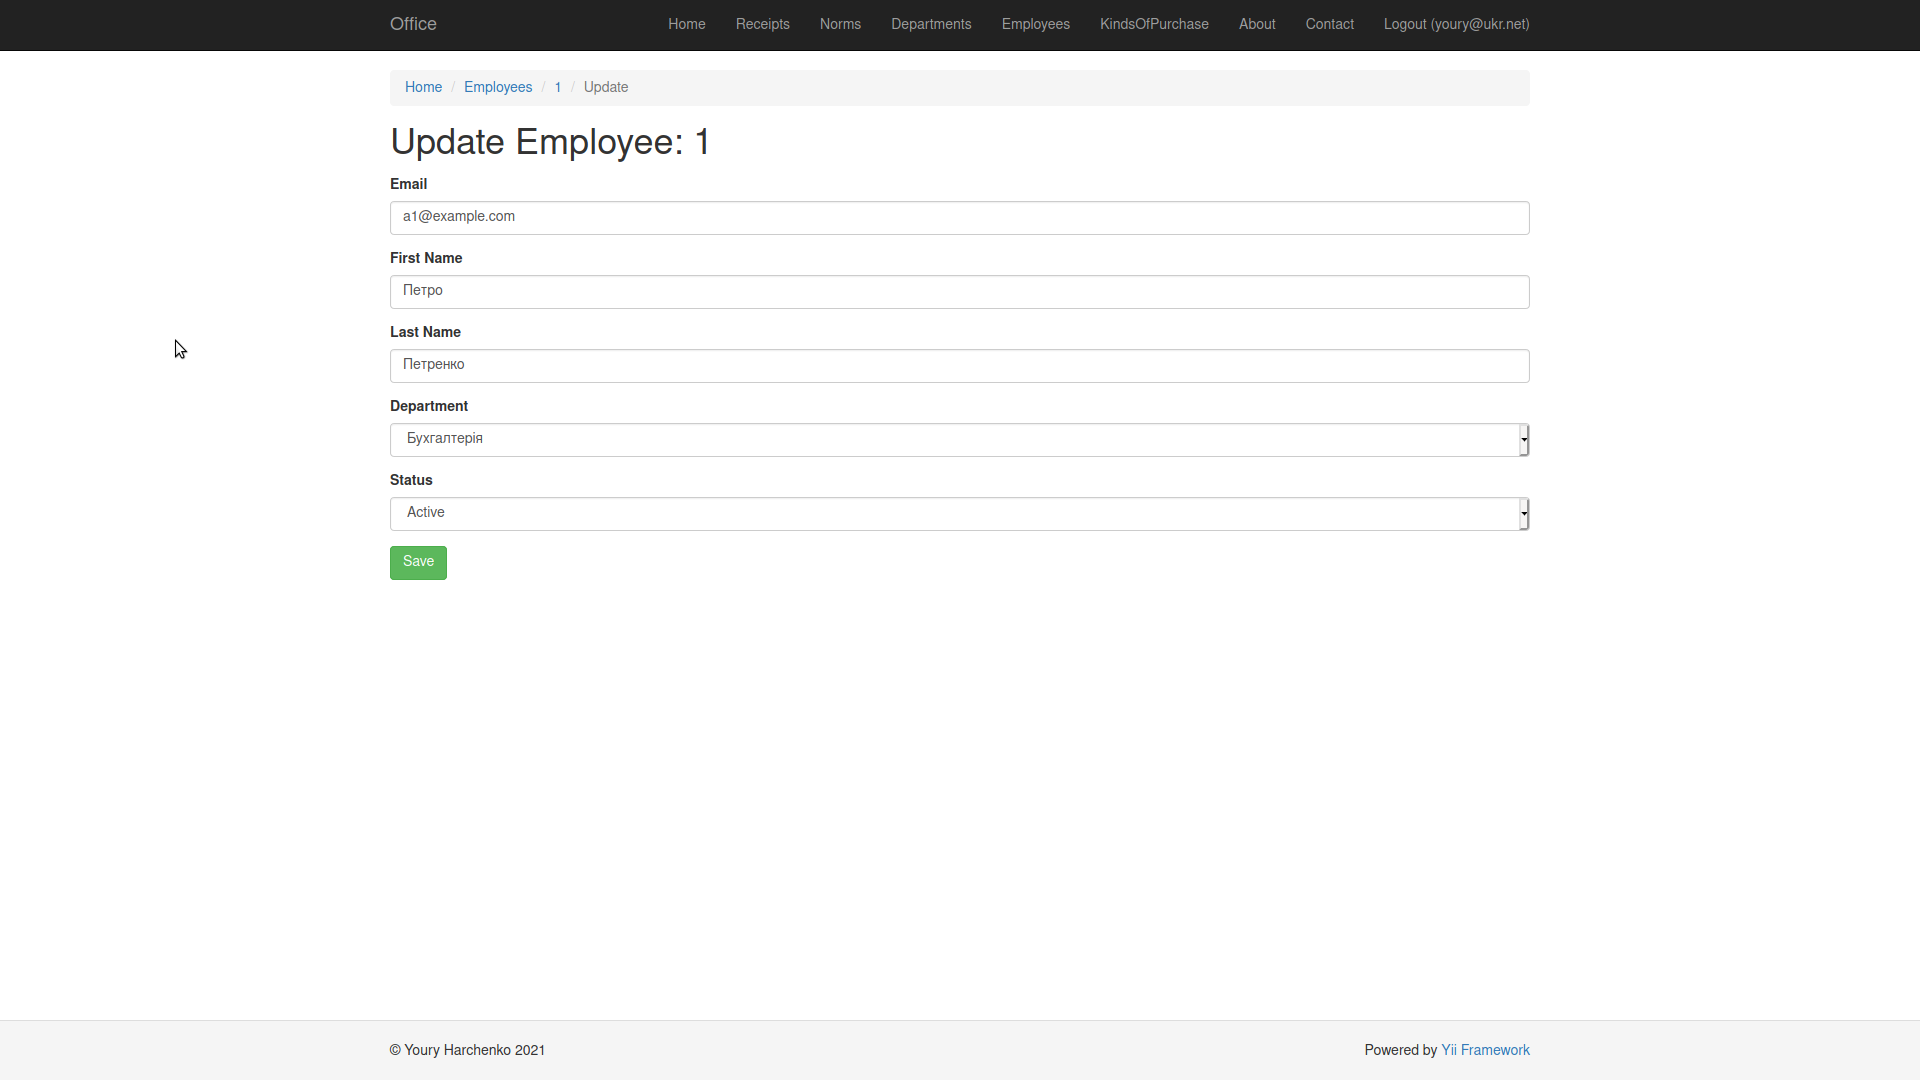 Office Home Receipts Norms Departments Employees KindsOfPurchase About Contact Logout (youry@ukr.net)
Home / Employees / 1 / Update
Update Employee: 1
Email
a1@example.com
First Name
Петро
Last Name
Петренко
Department
Бухгалтерія
Status
Active
Save
© Youry Harchenko 2021 Powered by Yii Framework